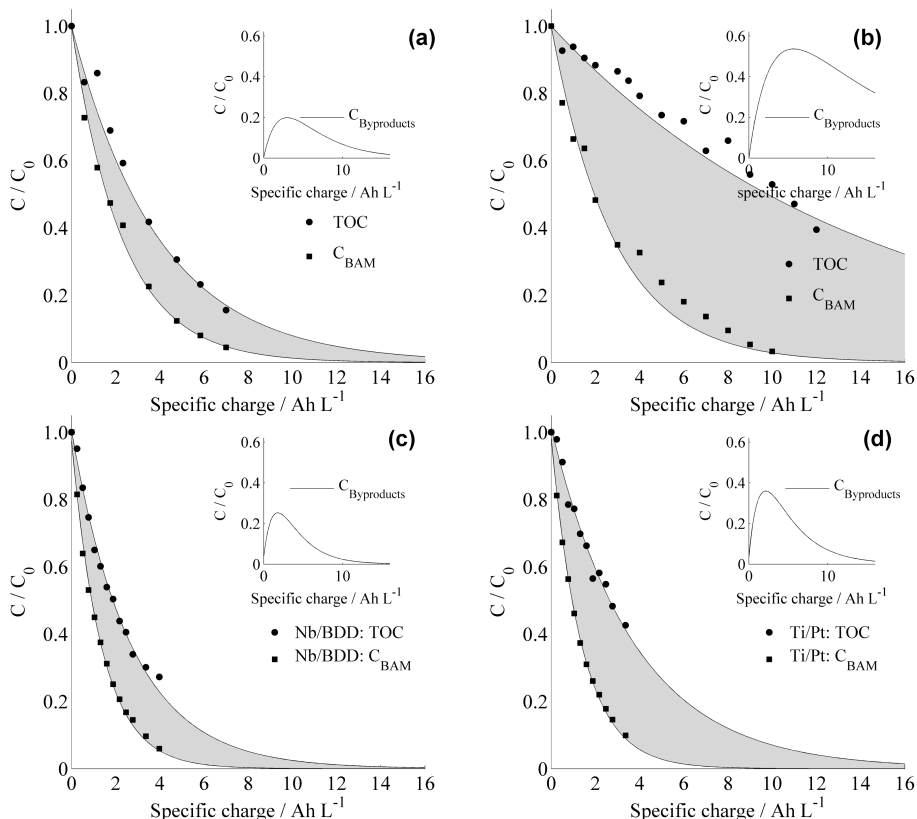 (a)
1
0.8
0.6
0.4
0.2
0
C / C0
0 2 4 6 8 10 12 14 16
Specific charge / Ah L-1
0.6
0.4
0.2
0
C / C0
CByproducts
0 10
Specific charge / Ah L-1
TOC
CBAM
(b)
1
0.8
0.6
0.4
0.2
0
C / C0
0 2 4 6 8 10 12 14 16
Specific charge / Ah L-1
0.6
0.4
0.2
0
C / C0
CByproducts
0 10
specific charge / Ah L-1
TOC
CBAM
(c)
1
0.8
0.6
0.4
0.2
0
C / C0
0 2 4 6 8 10 12 14 16
Specific charge / Ah L-1
0.6
0.4
0.2
0
C / C0
CByproducts
0 10
Specific charge / Ah L-1
Nb/BDD: TOC
Nb/BDD: CBAM
(d)
1
0.8
0.6
0.4
0.2
0
C / C0
0 2 4 6 8 10 12 14 16
Specific charge / Ah L-1
0.6
0.4
0.2
0
C / C0
CByproducts
0 10
Specific charge / Ah L-1
Ti/Pt: TOC
Ti/Pt: CBAM